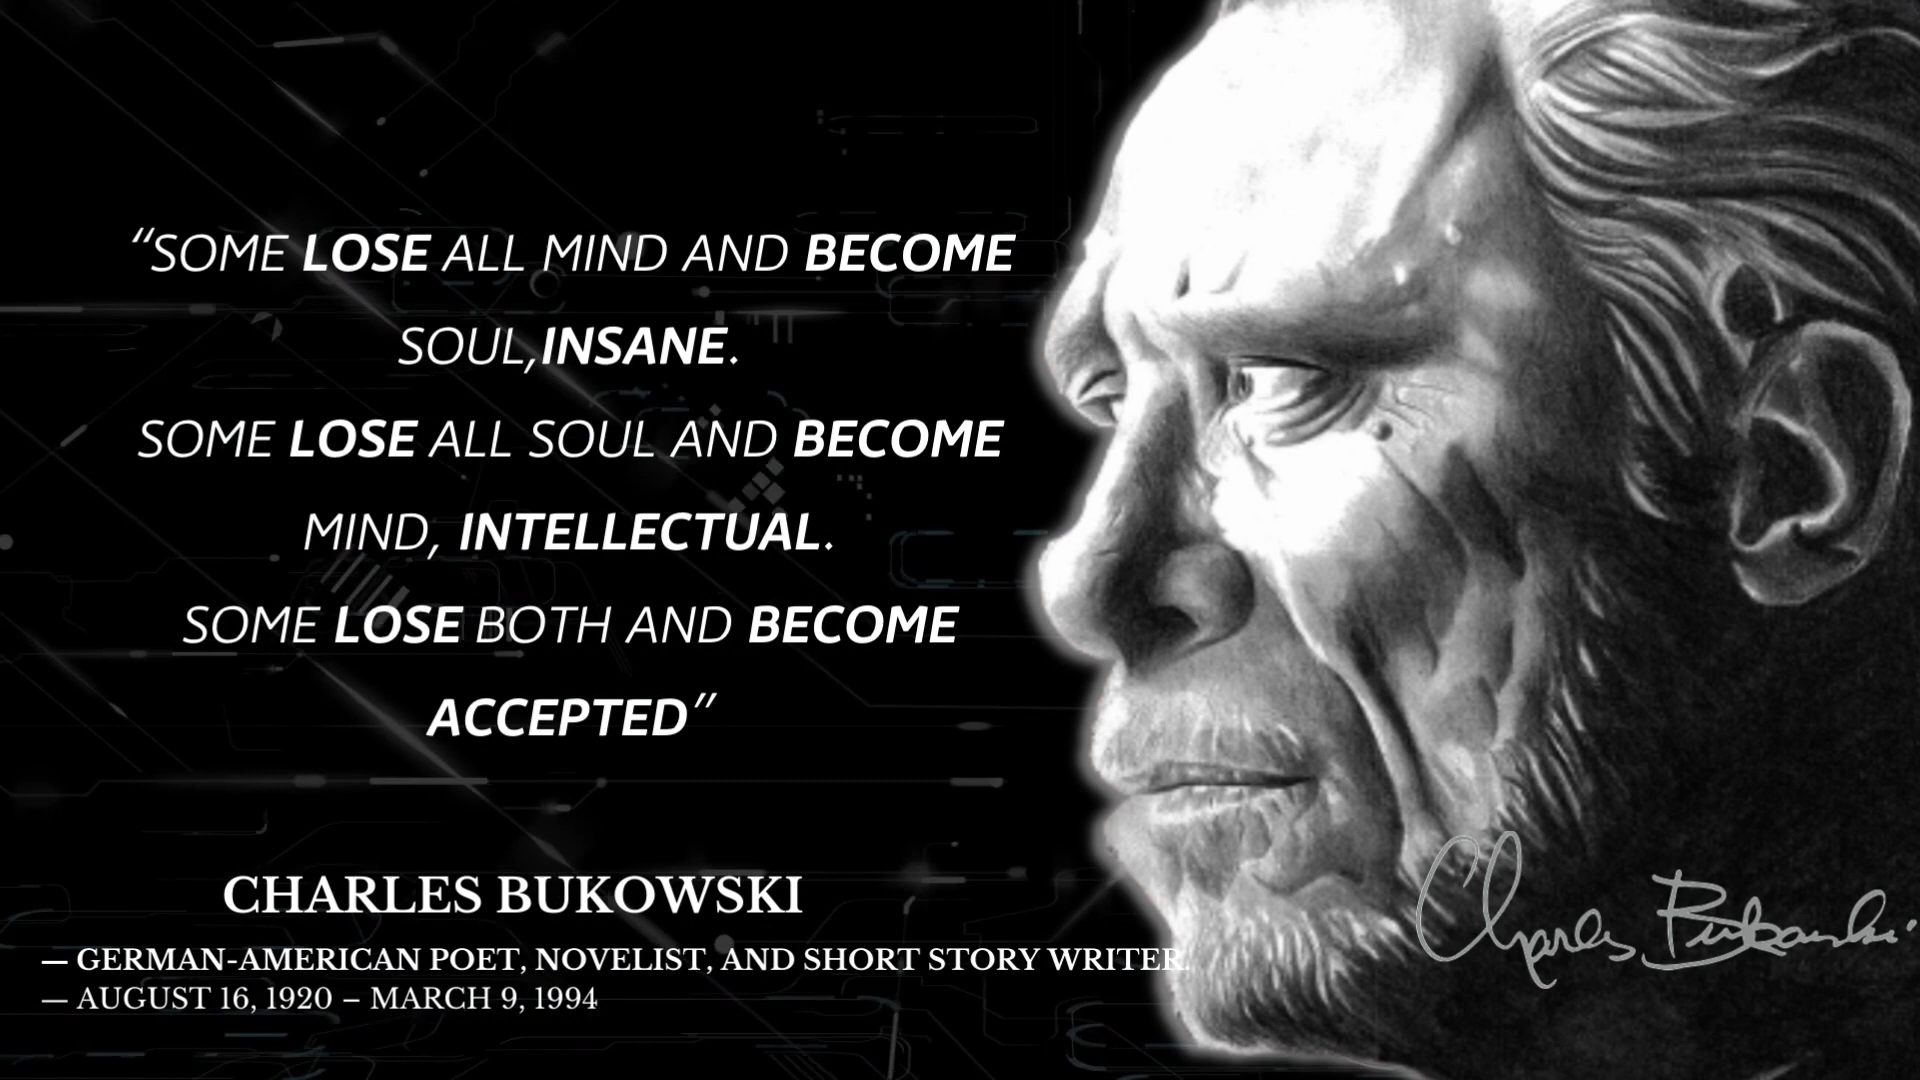 “SOME LOSE ALL MIND AND BECOME
SOUL,INSANE.
SOME LOSE ALL SOUL AND BECOME
MIND, INTELLECTUAL.
SOME LOSE BOTH AND BECOME
ACCEPTED”
CHARLES BUKOWSKI
— GERMAN-AMERICAN POET, NOVELIST, AND SHORT STORY WRITER.
— AUGUST 16, 1920 – MARCH 9, 1994
Charles Bukowski